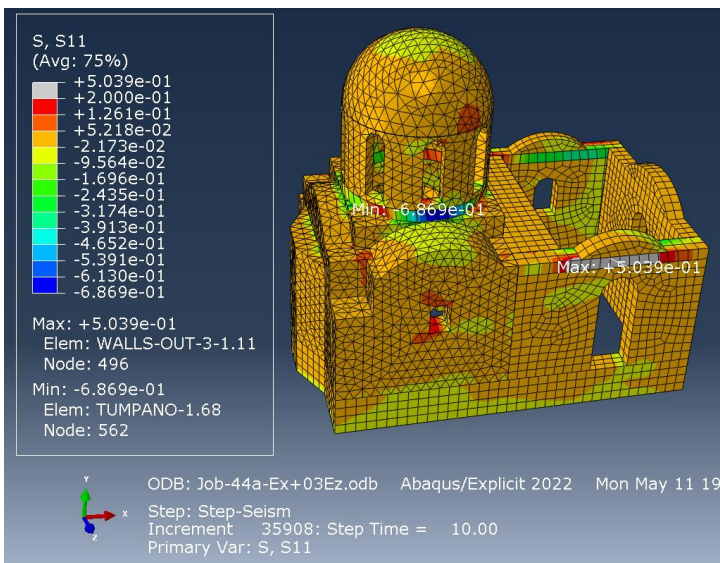 S, S11
(Avg: 75%)
+5.039e-01
+2.000e-01
+1.261e-01
+5.218e-02
-2.173e-02
-9.564e-02
-1.696e-01
-2.435e-01
-3.174e-01
-3.913e-01
-4.652e-01
-5.391e-01
-6.130e-01
-6.869e-01
Max: +5.039e-01
Elem: WALLS-OUT-3-1.11
Node: 496
Min: -6.869e-01
Elem: TUMPANO-1.68
Node: 562
Min: -6.869e-01
Max: +5.039e-01
Y
X
Z
ODB: Job-44a-Ex+03Ez.odb Abaqus/Explicit 2022 Mon May 11 19
Step: Step-Seism
Increment 35908: Step Time = 10.00
Primary Var: S, S11